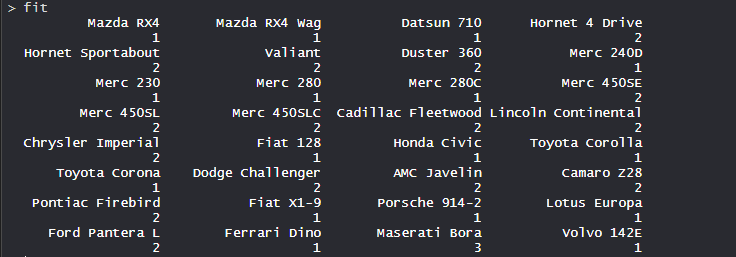 > fit
Mazda RX4 Mazda RX4 Wag Datsun 710 Hornet 4 Drive
1 1 1 2
Hornet Sportabout Valiant Duster 360 Merc 240D
2 2 2 1
Merc 230 Merc 280 Merc 280C Merc 450SE
1 1 1 2
Merc 450SL Merc 450SLC Cadillac Fleetwood Lincoln Continental
2 2 2 2
Chrysler Imperial Fiat 128 Honda Civic Toyota Corolla
2 1 1 1
Toyota Corona Dodge Challenger AMC Javelin Camaro Z28
1 2 2 2
Pontiac Firebird Fiat X1-9 Porsche 914-2 Lotus Europa
2 1 1 1
Ford Pantera L Ferrari Dino Maserati Bora Volvo 142E
2 1 3 1